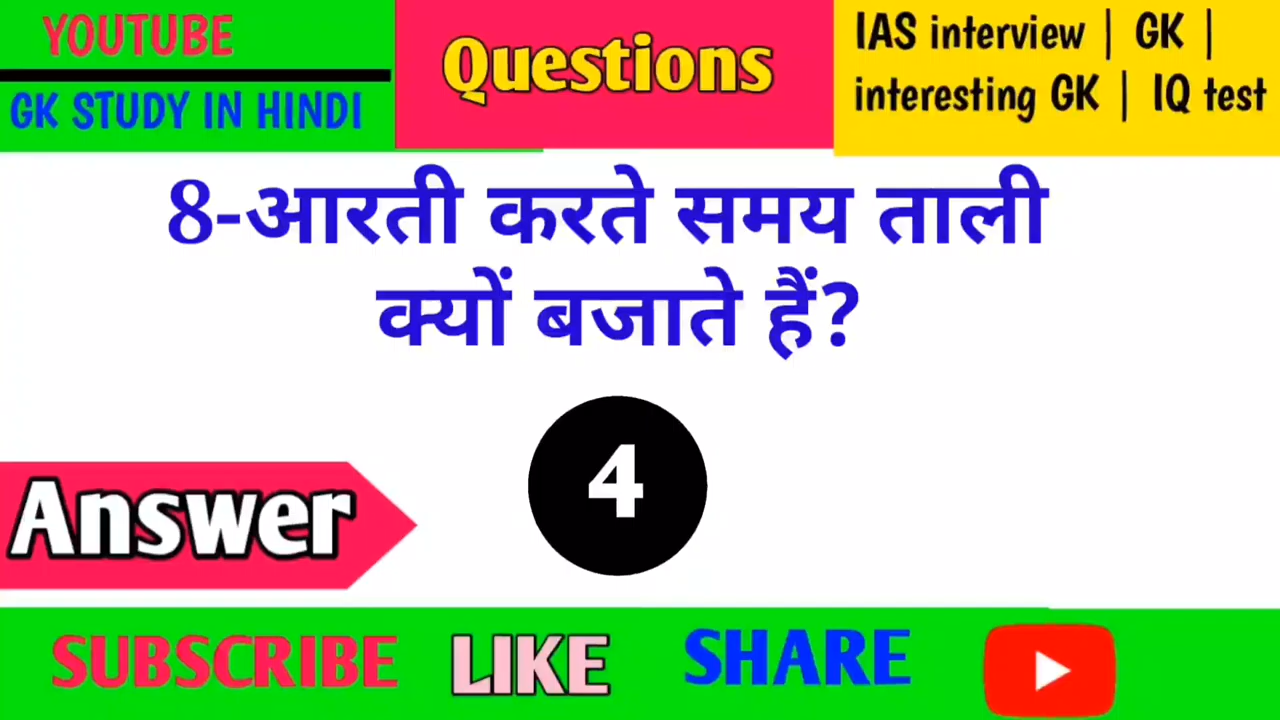 YOUTUBE
GK STUDY IN HINDI
Questions
IAS interview | GK |
interesting GK | IQ test
8-आरती करते समय ताली
क्यों बजाते हैं?
4
Answer
SUBSCRIBE LIKE SHARE